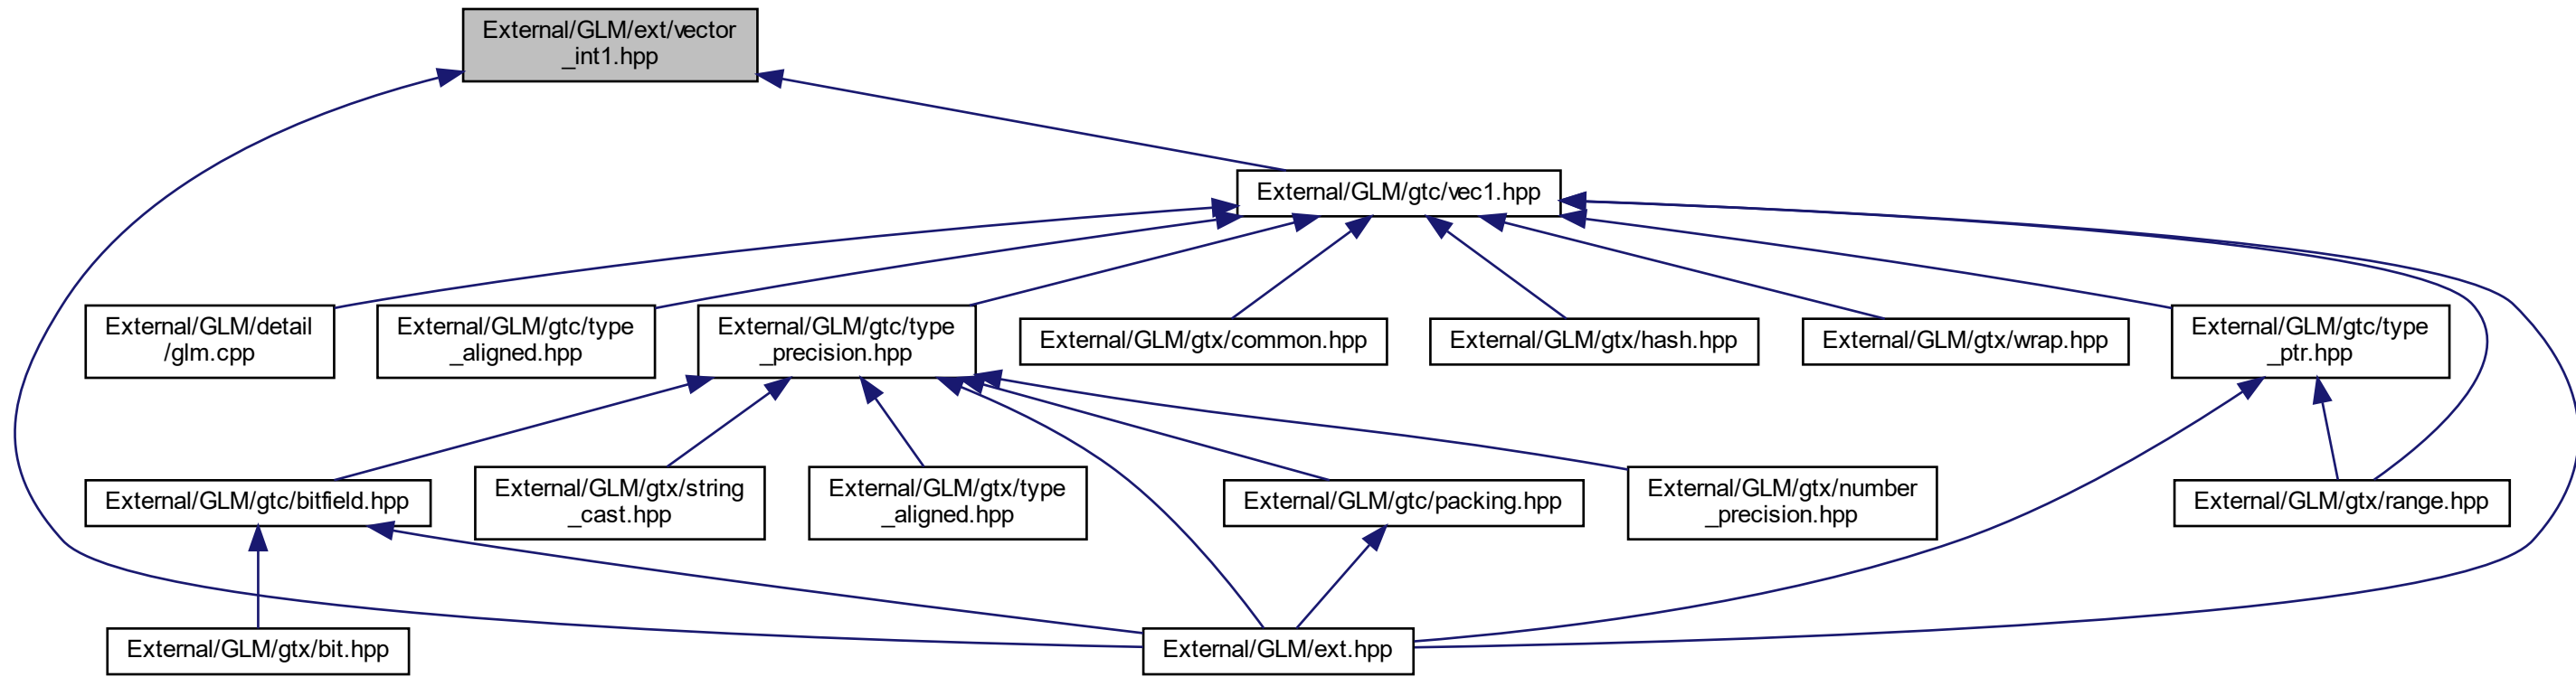 External/GLM/ext/vector
_int1.hpp
External/GLM/gtc/vec1.hpp
External/GLM/detail
/glm.cpp
External/GLM/gtc/type
_aligned.hpp
External/GLM/gtc/type
_precision.hpp
External/GLM/gtx/common.hpp
External/GLM/gtx/hash.hpp
External/GLM/gtx/wrap.hpp
External/GLM/gtc/type
_ptr.hpp
External/GLM/gtc/bitfield.hpp
External/GLM/gtx/string
_cast.hpp
External/GLM/gtx/type
_aligned.hpp
External/GLM/gtc/packing.hpp
External/GLM/gtx/number
_precision.hpp
External/GLM/gtx/range.hpp
External/GLM/gtx/bit.hpp
External/GLM/ext.hpp